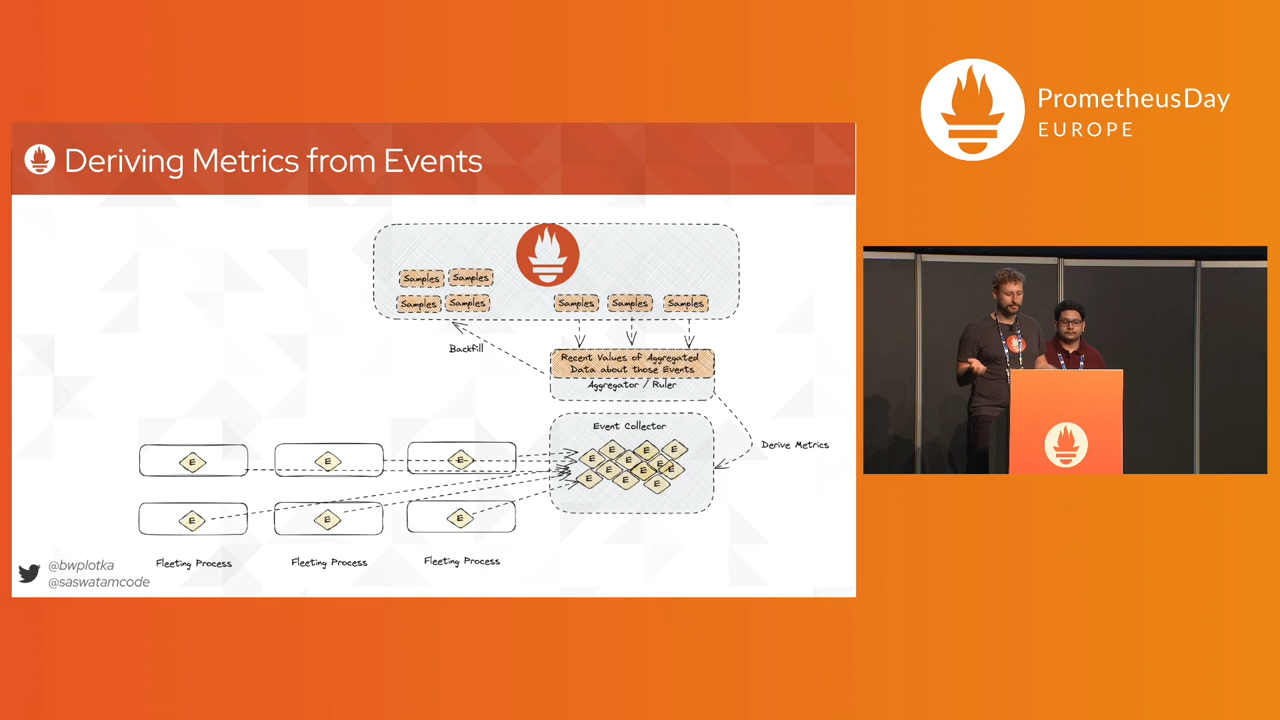 PrometheusDay
EUROPE
Deriving Metrics from Events
Samples
Samples
Samples
Samples
Samples
Samples
Samples
Backfill
Recent Values of Aggregated
Data about those Events
Aggregator / Ruler
Event Collector
E E E
E E E E E
E E E
E E E
Derive Metrics
E
E
E
E
E
E
Fleeting Process
Fleeting Process
Fleeting Process
@bwplotka
@saswatamcode